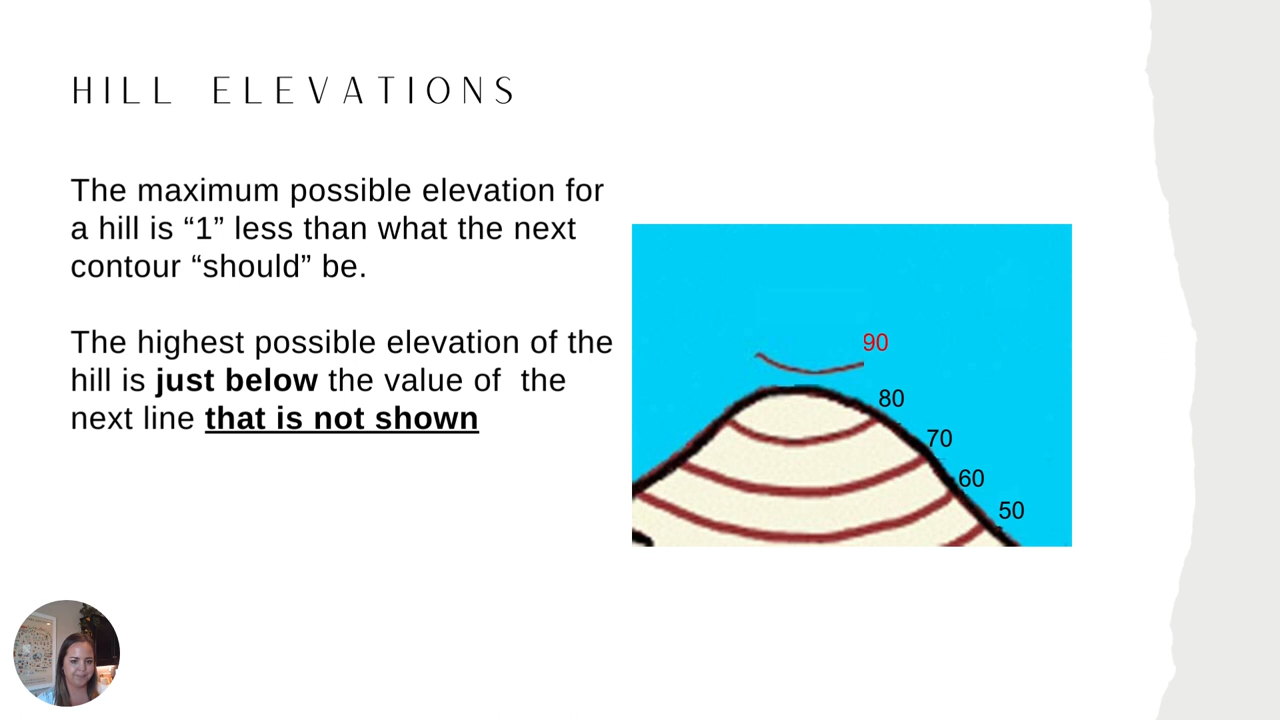 HILL ELEVATIONS
The maximum possible elevation for
a hill is “1” less than what the next
contour “should” be.
The highest possible elevation of the
hill is just below the value of  the
next line that is not shown
90
80
70
60
50